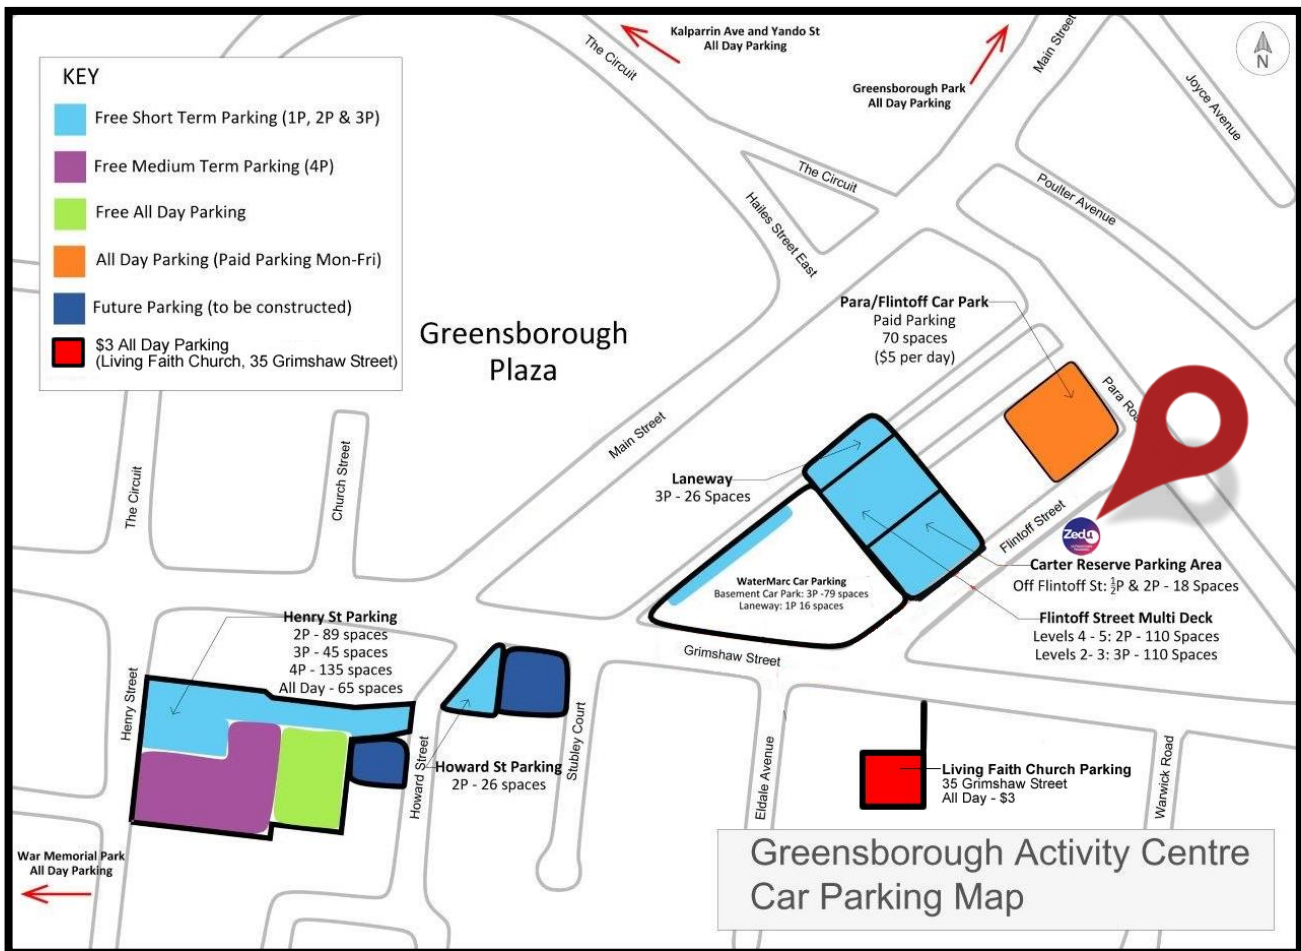 Kalparrin Ave and Yando St
All Day Parking
Greensborough Park
All Day Parking
The Circuit
Main Street
N
Joyce Avenue
KEY
Free Short Term Parking (1P, 2P & 3P)
Free Medium Term Parking (4P)
Free All Day Parking
All Day Parking (Paid Parking Mon-Fri)
Future Parking (to be constructed)
$3 All Day Parking
(Living Faith Church, 35 Grimshaw Street)
The Circuit
Hailes Street East
Poulter Avenue
Greensborough
Plaza
Para/Flintoff Car Park
Paid Parking
70 spaces
($5 per day)
Para Roa
Main Street
Church Street
The Circuit
Laneway
3P - 26 Spaces
Flintoff Street
Zed
WaterMarc Car Parking
Basement Car Park: 3P -79 spaces
Laneway: 1P 16 spaces
Carter Reserve Parking Area
Off Flintoff St: ½P & 2P - 18 Spaces
Flintoff Street Multi Deck
Levels 4 - 5: 2P - 110 Spaces
Levels 2- 3: 3P - 110 Spaces
Henry St Parking
2P - 89 spaces
3P - 45 spaces
4P - 135 spaces
All Day - 65 spaces
Grimshaw Street
Henry Street
Howard Street
Howard St Parking
2P - 26 spaces
Stubley Court
Eldale Avenue
Living Faith Church Parking
35 Grimshaw Street
All Day - $3
Warwick Road
War Memorial Park
All Day Parking
Greensborough Activity Centre
Car Parking Map